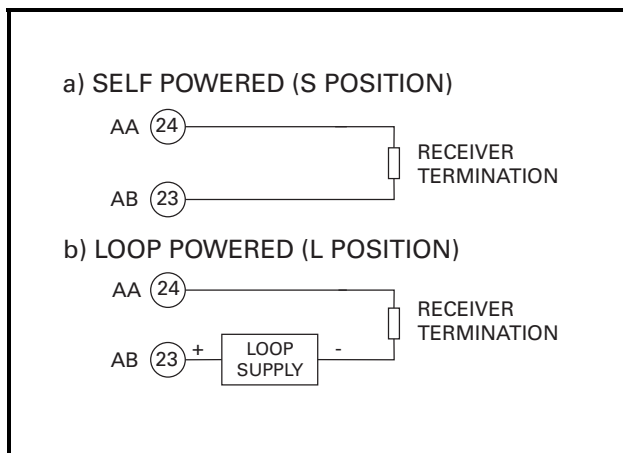 a) SELF POWERED (S POSITION)
AA 24
RECEIVER
TERMINATION
AB 23
b) LOOP POWERED (L POSITION)
AA 24
RECEIVER
TERMINATION
AB 23 + LOOP SUPPLY -